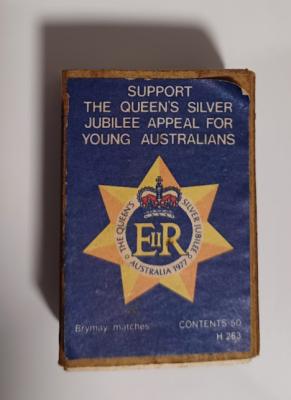 SUPPORT
THE QUEEN'S SILVER
JUBILEE APPEAL FOR
YOUNG AUSTRALIANS
THE QUEEN'S SILVER JUBILEE
EIIR
AUSTRALIA 1977
Brymay matches
CONTENTS 50
H 263